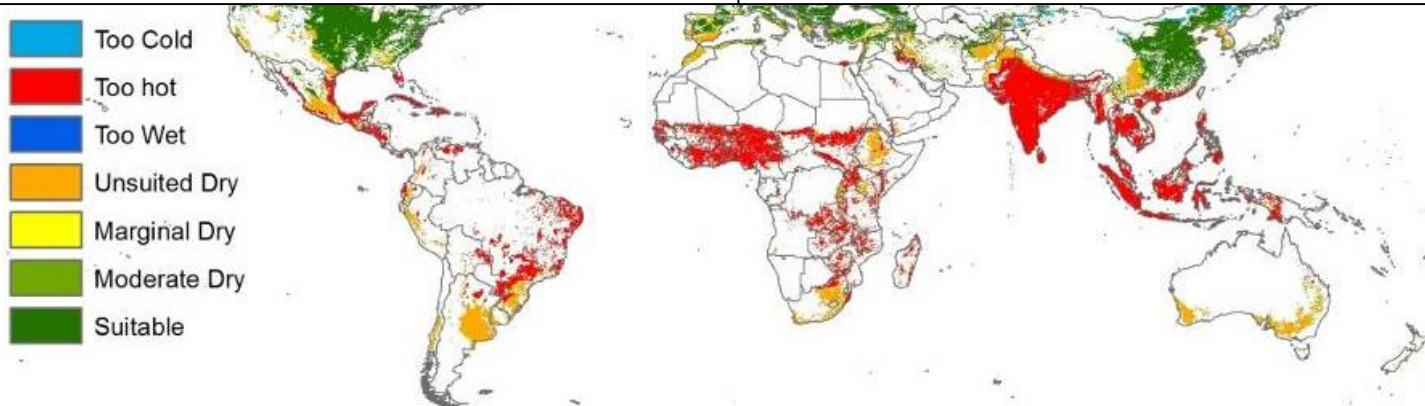 Too Cold
Too hot
Too Wet
Unsuited Dry
Marginal Dry
Moderate Dry
Suitable